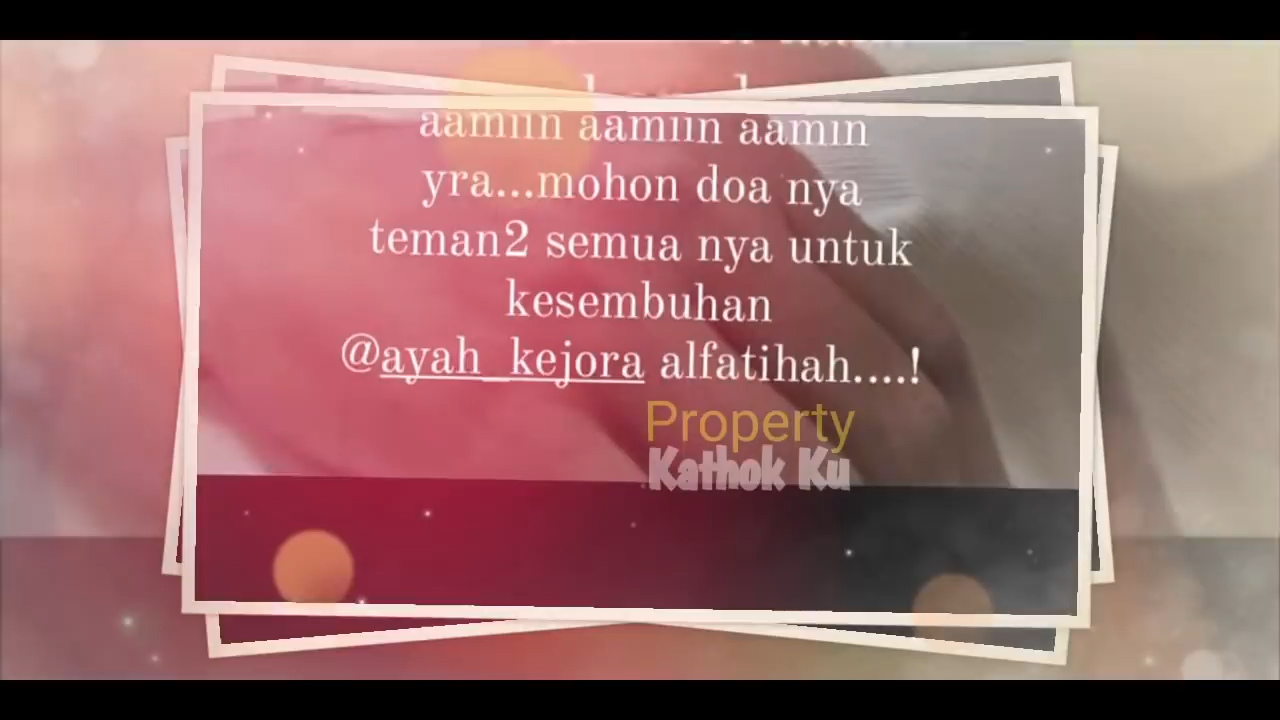 aamiin aamiin aamin
yra...mohon doa nya
teman2 semua nya untuk
kesembuhan
@ayah_kejora alfatihah....!
Property
Kathok Ku